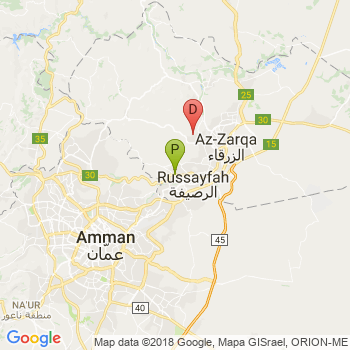 25
D
30
35
Az-Zarqa
الزرقاء
15
P
30
Russayfah
الرصيفة
Amman
عمان
45
NA'UR
منطقة ناعور
40
Google
Map data ©2018 Google, Mapa GISrael, ORION-ME